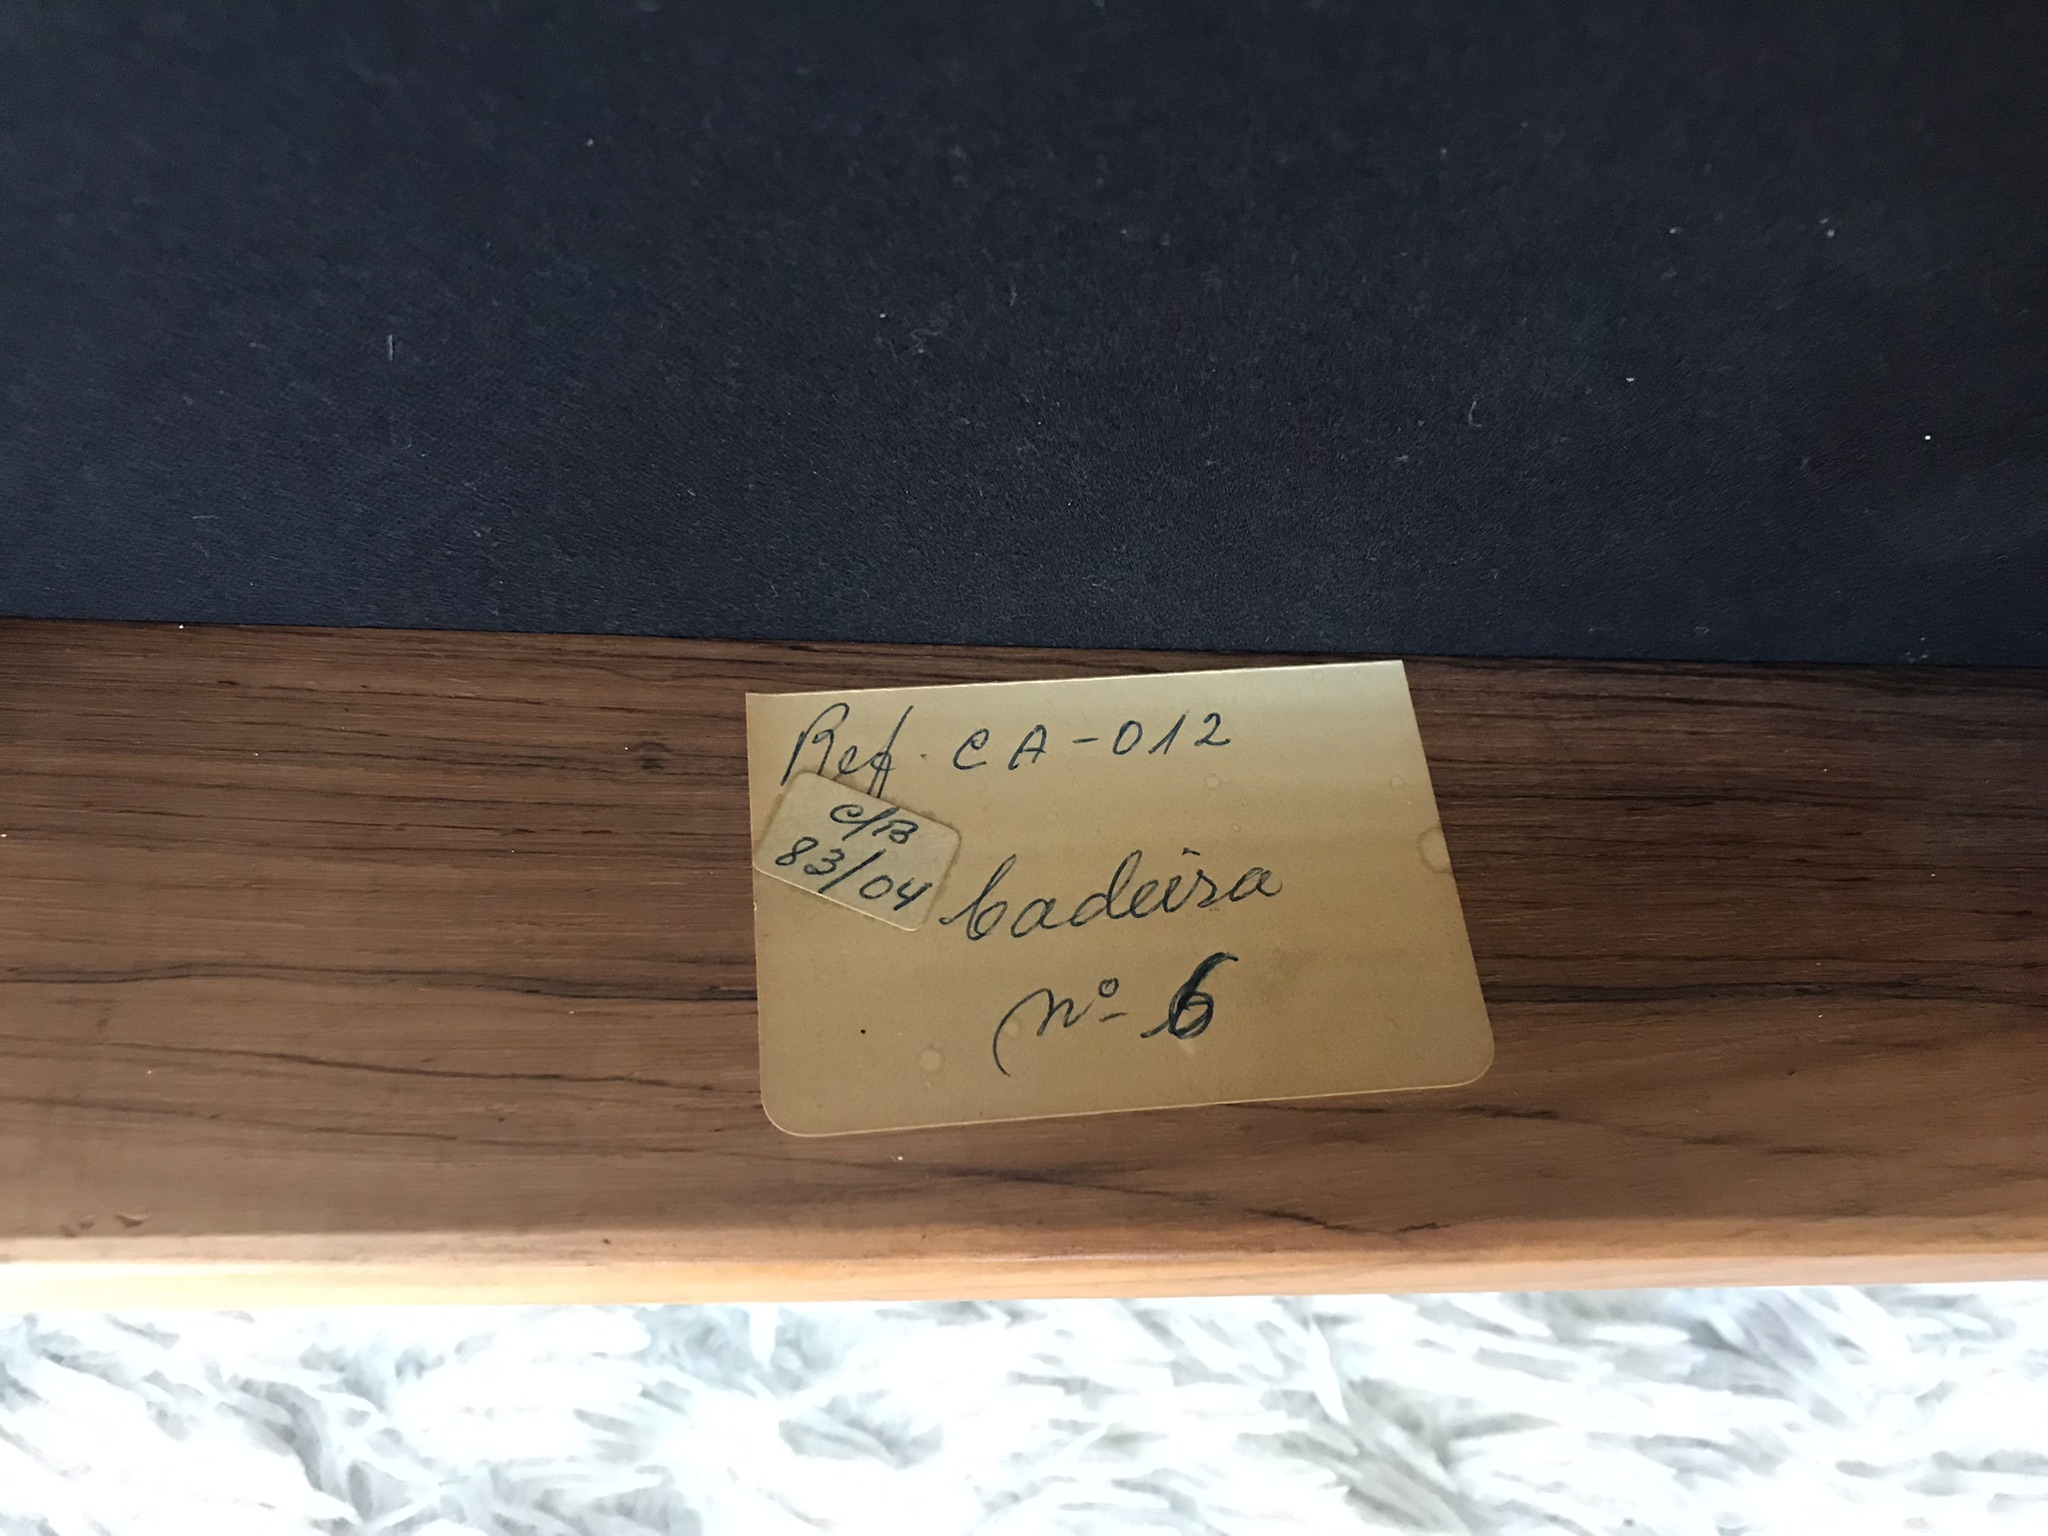 Ref. CA-012
C/B
83/04
Cadeira
nº 6